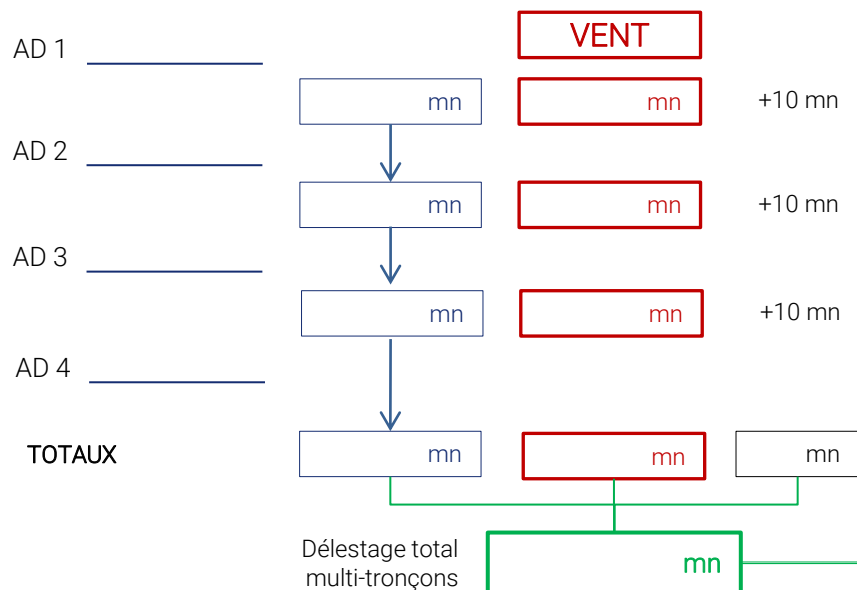 VENT
AD 1
mn mn +10 mn
AD 2
mn mn +10 mn
AD 3
mn mn +10 mn
AD 4
TOTAUX mn mn mn
Délestage total
multi-tronçons
mn